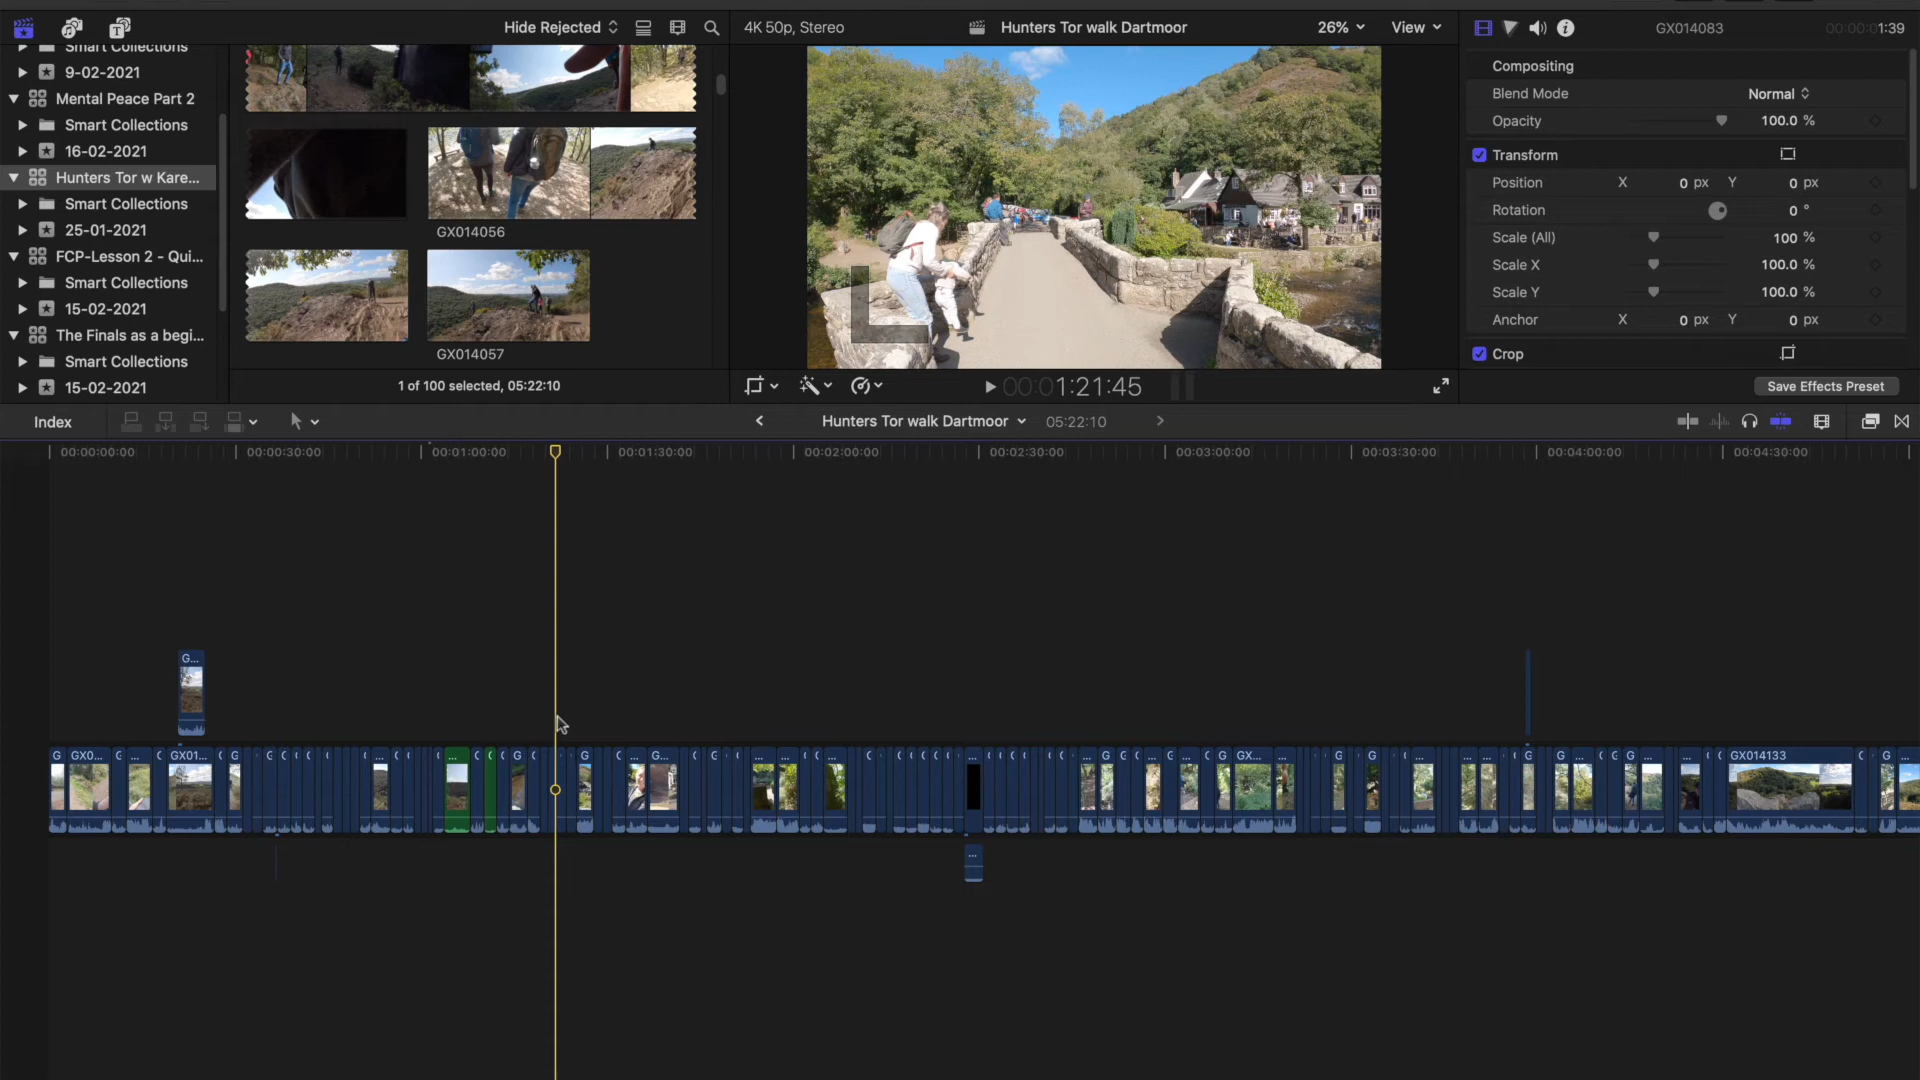 Hide Rejected
4K 50p, Stereo
Hunters Tor walk Dartmoor
26%
View
GX014083
00:00:01:39
Smart Collections
9-02-2021
Mental Peace Part 2
Smart Collections
16-02-2021
Hunters Tor w Kare...
Smart Collections
25-01-2021
FCP-Lesson 2 - Qui...
Smart Collections
15-02-2021
The Finals as a begi...
Smart Collections
15-02-2021
GX014056
GX014057
1 of 100 selected, 05:22:10
00:01:21:45
Compositing
Blend Mode Normal
Opacity 100.0 %
Transform
Position X 0 px Y 0 px
Rotation 0 °
Scale (All) 100 %
Scale X 100.0 %
Scale Y 100.0 %
Anchor X 0 px Y 0 px
Crop
Save Effects Preset
Index
Hunters Tor walk Dartmoor
05:22:10
00:00:00:00
00:00:30:00
00:01:00:00
00:01:30:00
00:02:00:00
00:02:30:00
00:03:00:00
00:03:30:00
00:04:00:00
00:04:30:00
G...
G GX0... G ... GX01... G GX... GX014133 G